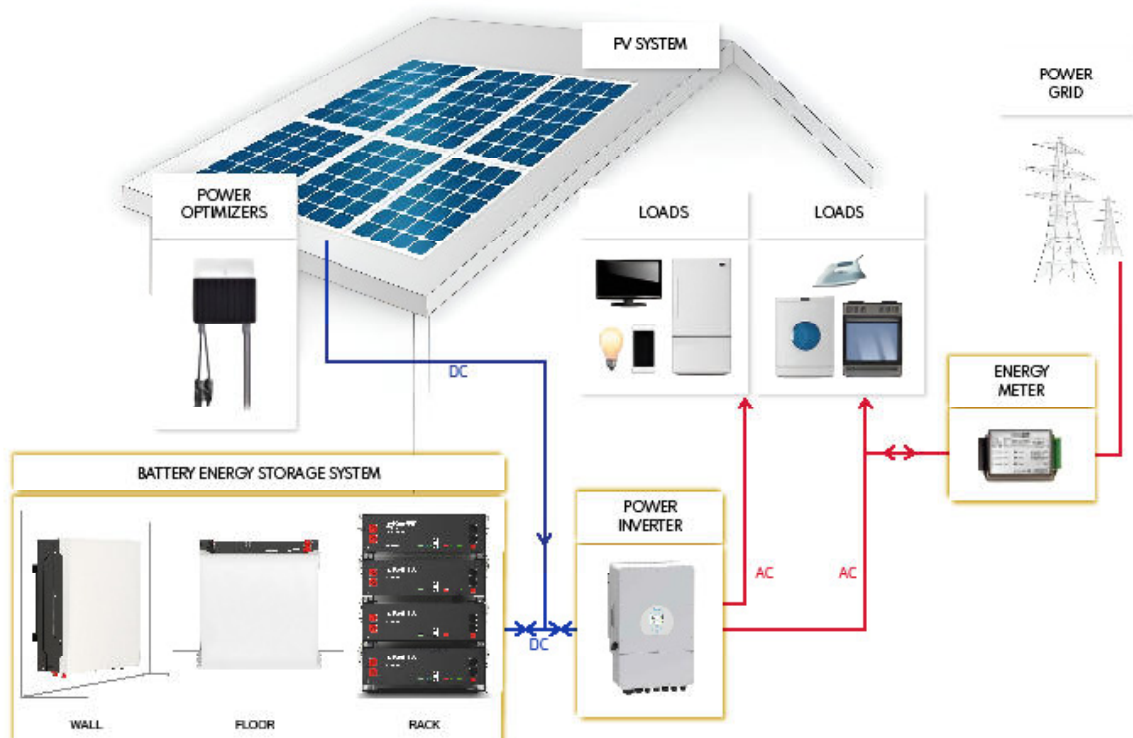 PV SYSTEM
POWER
GRID
POWER
OPTIMIZERS
LOADS
LOADS
DC
ENERGY
METER
BATTERY ENERGY STORAGE SYSTEM
POWER
INVERTER
AC
AC
DC
WALL
FLOOR
RACK